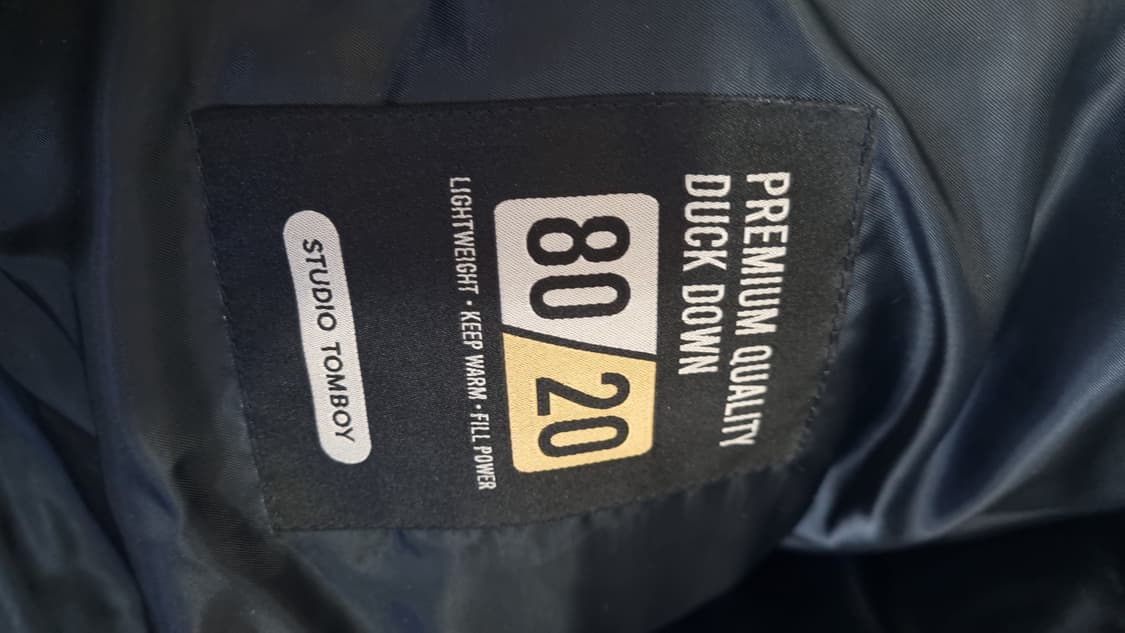 PREMIUM QUALITY
DUCK DOWN
80/20
LIGHTWEIGHT • KEEP WARM • FILL POWER
STUDIO TOMBOY